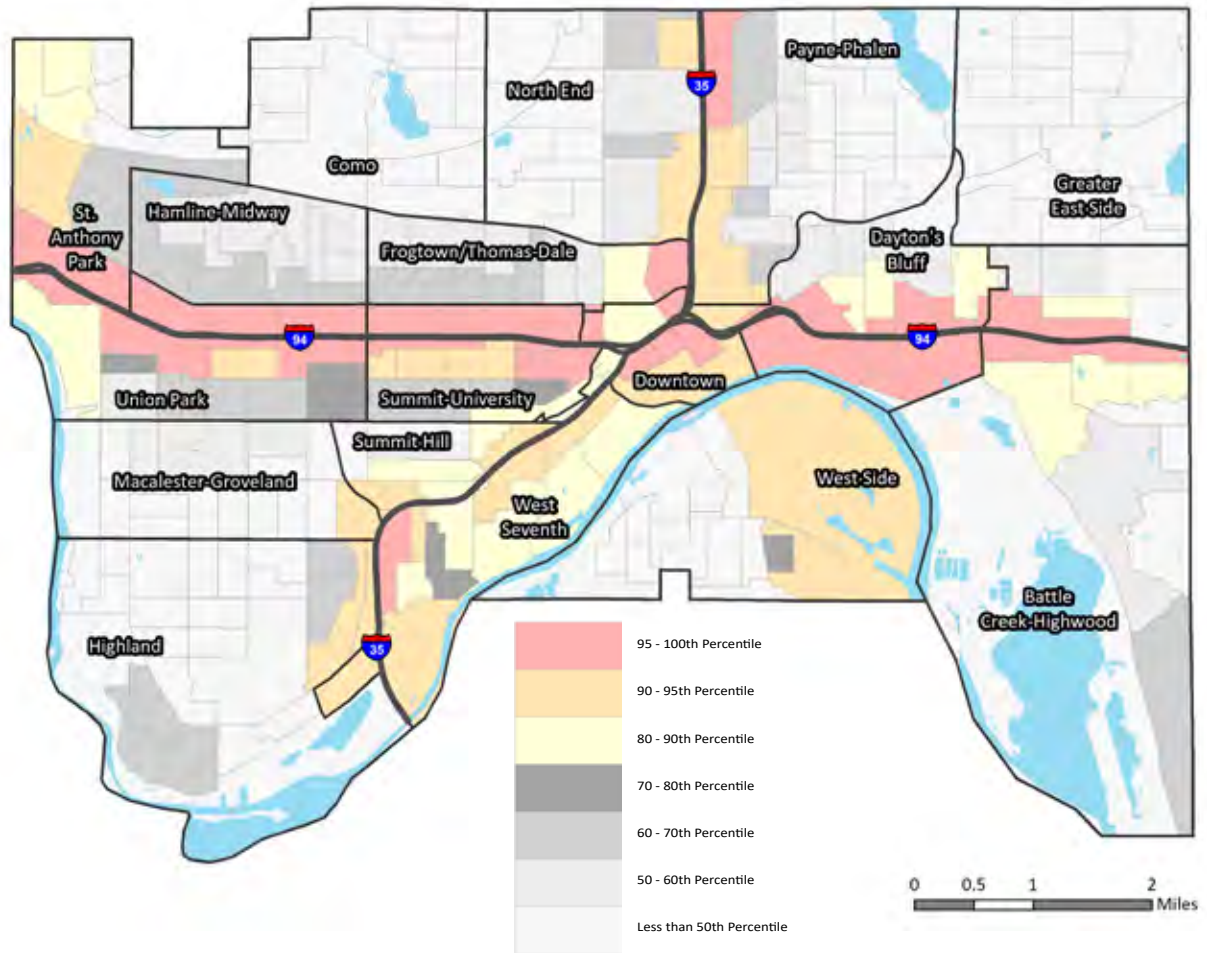 Payne-Phalen
35
North End
Como
Greater
East-Side
Hamline-Midway
St.
Anthony
Park
Frogtown/Thomas-Dale
Dayton's
Bluff
94
94
Downtown
Union Park
Summit-University
Summit-Hill
Macalester-Groveland
West-Side
West
Seventh
Battle
Creek-Highwood
Highland
35
95 - 100th Percentile
90 - 95th Percentile
80 - 90th Percentile
70 - 80th Percentile
60 - 70th Percentile
50 - 60th Percentile
Less than 50th Percentile
0 0.5 1 2
Miles